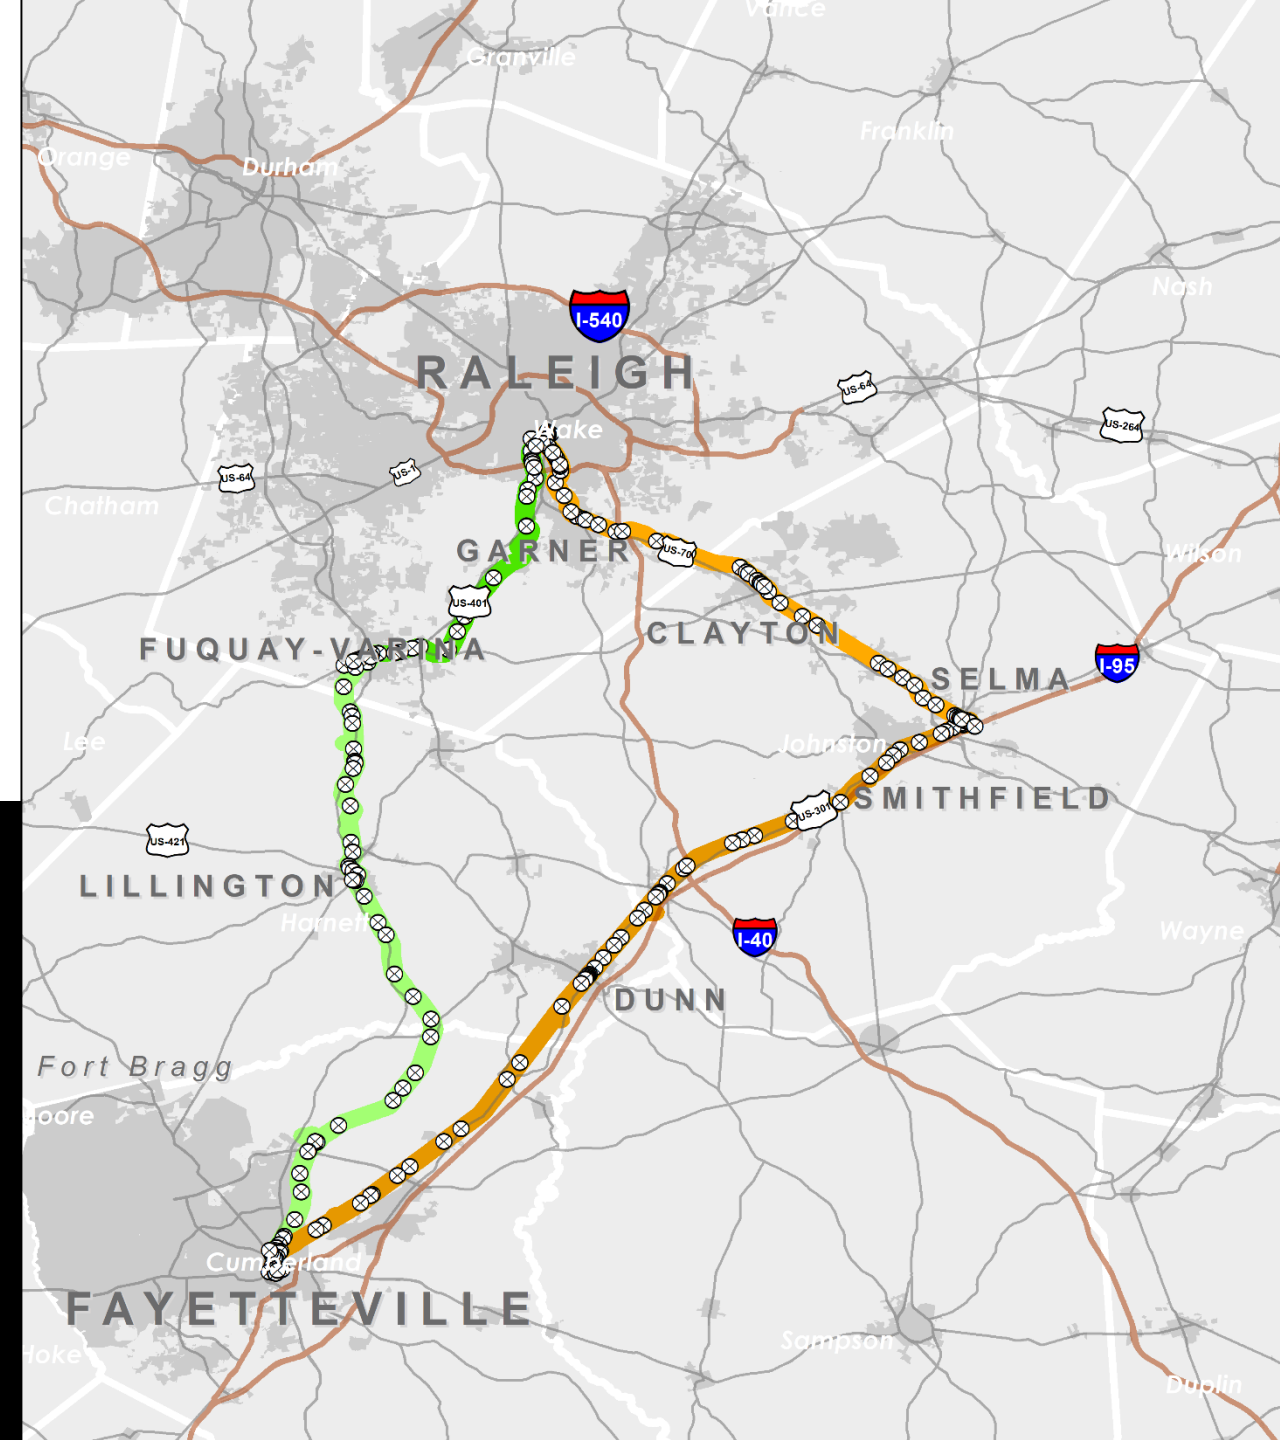 Vance
Granville
Franklin
Orange
Durham
Nash
I-540
RALEIGH
US-64
US-264
Wake
US-64
US-1
Chatham
GARNER
US-70
Wilson
US-401
CLAYTON
FUQUAY-VARINA
I-95
SELMA
Lee
Johnston
SMITHFIELD
US-301
US-421
LILLINGTON
Harnett
Wayne
I-40
DUNN
Fort Bragg
Moore
Cumberland
FAYETTEVILLE
Sampson
Hoke
Duplin